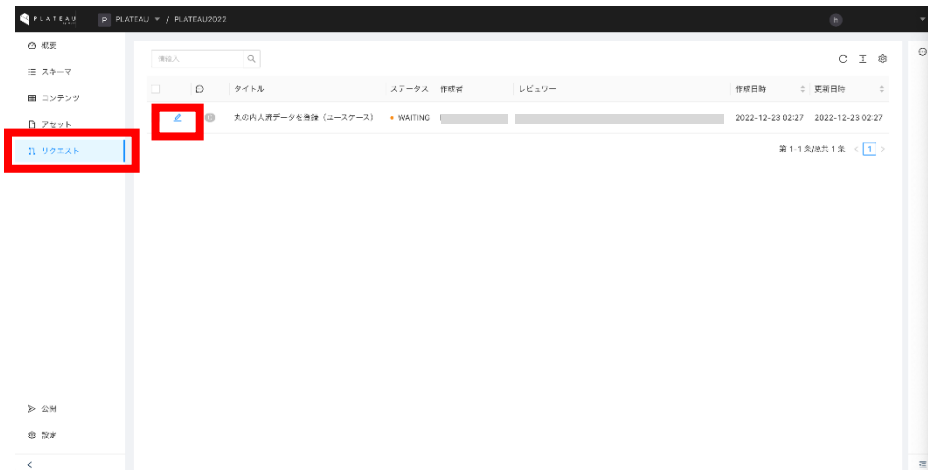 PLATEAU
P PLATEAU / PLATEAU2022
h
概要
スキーマ
コンテンツ
アセット
リクエスト
公開
設定
请输入
タイトル ステータス 作成者 レビュワー 作成日時 更新日時
丸の内人流データを登録（ユースケース） WAITING 2022-12-23 02:27 2022-12-23 02:27
第 1-1 条/总共 1 条 < 1 >